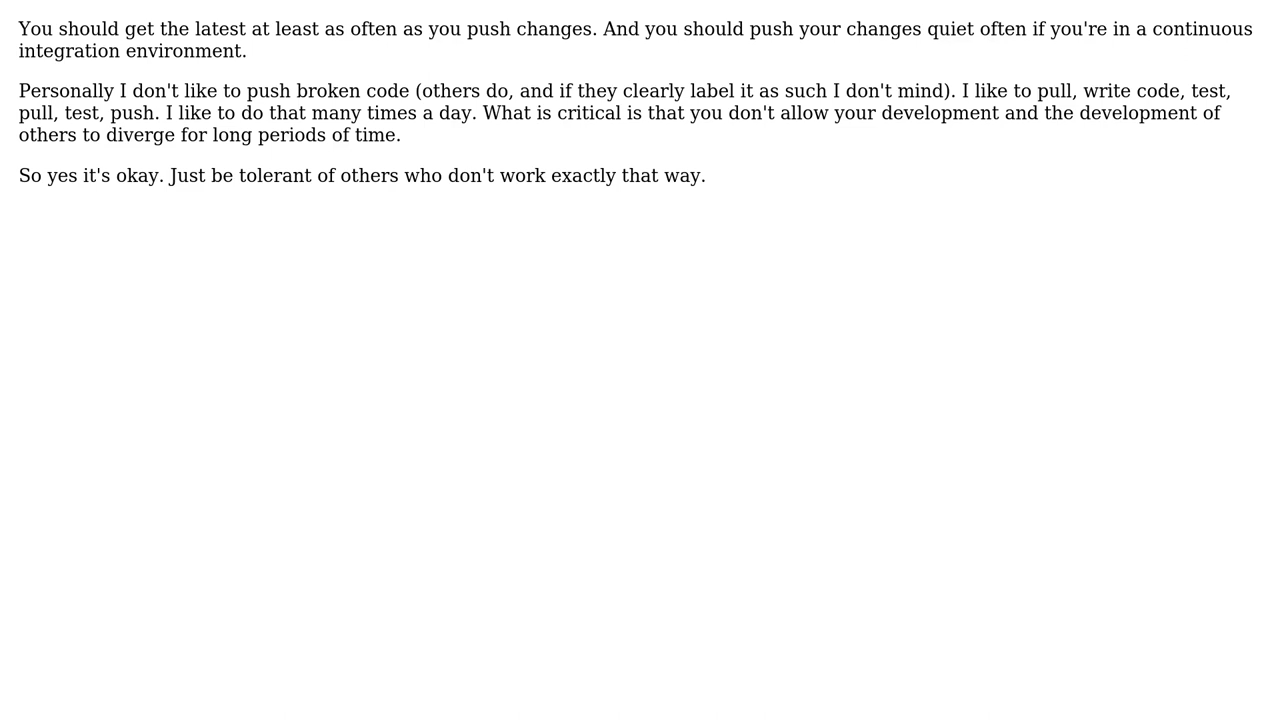 You should get the latest at least as often as you push changes. And you should push your changes quiet often if you're in a continuous
integration environment.
Personally I don't like to push broken code (others do, and if they clearly label it as such I don't mind). I like to pull, write code, test,
pull, test, push. I like to do that many times a day. What is critical is that you don't allow your development and the development of
others to diverge for long periods of time.
So yes it's okay. Just be tolerant of others who don't work exactly that way.